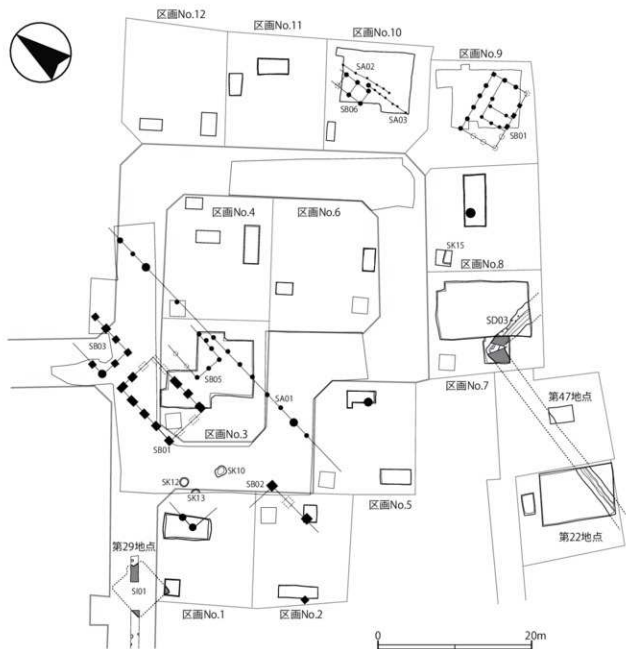 区画No.12
区画No.11
区画No.10
区画No.9
SA02
SB06
SA03
SB01
区画No.4
区画No.6
SK15
区画No.8
SD03
SB03
SB05
SA01
区画No.7
第47地点
区画No.3
SB01
SK10
SK12
SK13
SB02
区画No.5
第22地点
第29地点
SI01
区画No.1
区画No.2
0
20m